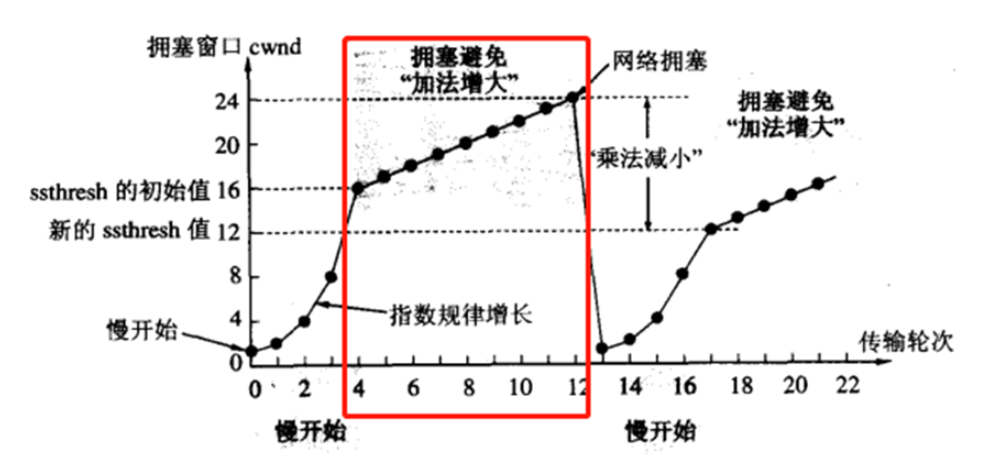 拥塞窗口 cwnd
拥塞避免
“加法增大”
网络拥塞
拥塞避免
“加法增大”
24
20
“乘法减小”
ssthresh 的初始值 16
新的 ssthresh 值 12
8
指数规律增长
4
慢开始
0
传输轮次
0 2 4 6 8 10 12 14 16 18 20 22
慢开始
慢开始